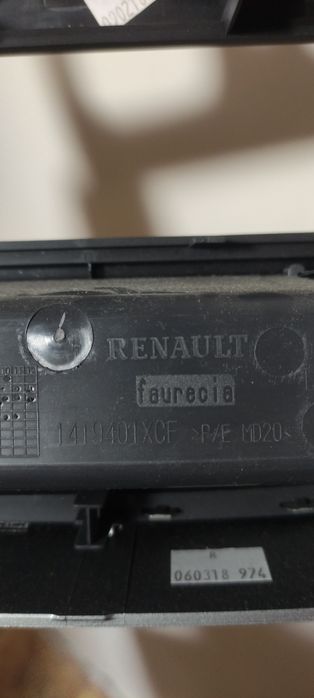 RENAULT
faurecia
1419401XCF >P/E MD20<
R
060318 974